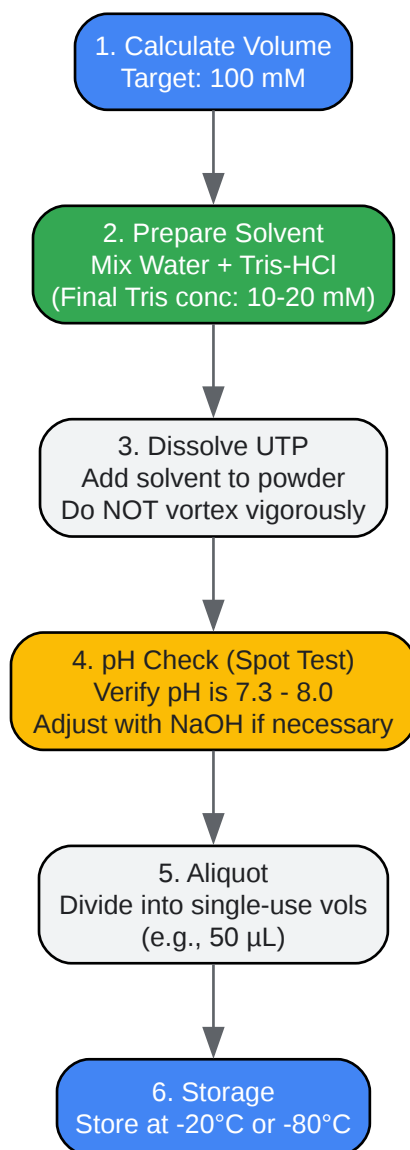 1. Calculate Volume
Target: 100 mM
2. Prepare Solvent
Mix Water + Tris-HCl
(Final Tris conc: 10-20 mM)
3. Dissolve UTP
Add solvent to powder
Do NOT vortex vigorously
4. pH Check (Spot Test)
Verify pH is 7.3 - 8.0
Adjust with NaOH if necessary
5. Aliquot
Divide into single-use vols
(e.g., 50 µL)
6. Storage
Store at -20°C or -80°C